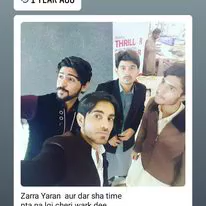 1 YEAR AGO
THRILL
Zarra Yaran aur dar sha time
pta na lgi cheri wark dee